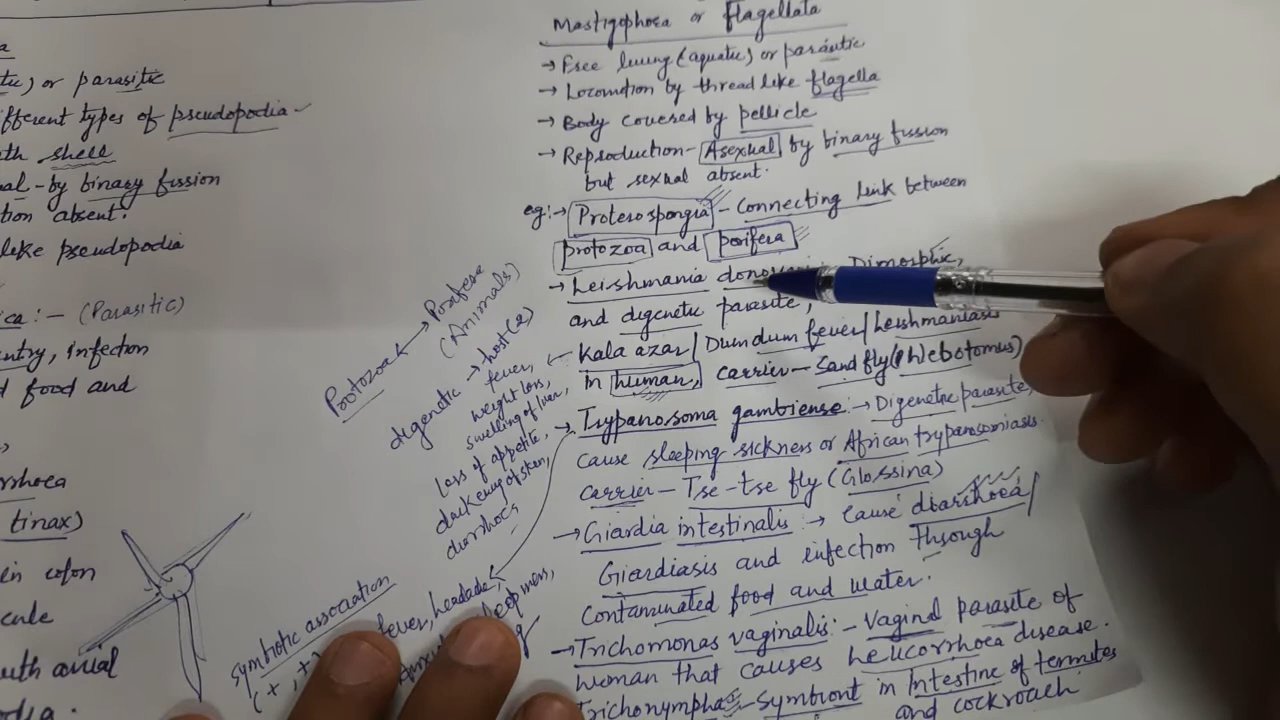 a
tic) or parasitic
ifferent types of pseudopodia
th shell
al - by binary fission
tion absent.
like pseudopodia
ica :- (Parasitic)
entry, infection
d food and
rrhoea
tinax)
in colon
cule
with axial
dia.
Mastigophora or flagellata
→ Free living (aquatic) or parasitic
→ Locomotion by thread like flagella
→ Body covered by pellicle
→ Reproduction - Asexual by binary fission
but sexual absent.
eg:→ Proterospongia - Connecting link between
protozoa and porifera
→ Leishmania Dimorphic,
and digenetic parasite,
Kala azar / Dumdum fever / Leishmaniasis
in human, carrier - Sand fly (Phlebotomus)
→ Trypanosoma gambiense :→ Digenetic parasite,
cause sleeping sickness or African trypanosomiasis.
carrier - Tse-tse fly (Glossina)
→ Giardia intestinalis → Cause diarrhoea /
Giardiasis and infection through
Contaminated food and water.
→ Trichomonas vaginalis :- Vaginal parasite of
woman that causes leucorrhoea disease.
Trichonympha - Symbiont in Intestine of termites
and cockroach.
Protozoa → Porifera
(Animals)
digenetic → host (2)
fever,
weight loss,
swelling of liver,
loss of appetite,
darkening of skin,
diarrhoea
symbiotic association
(+, +)
fever, headache,